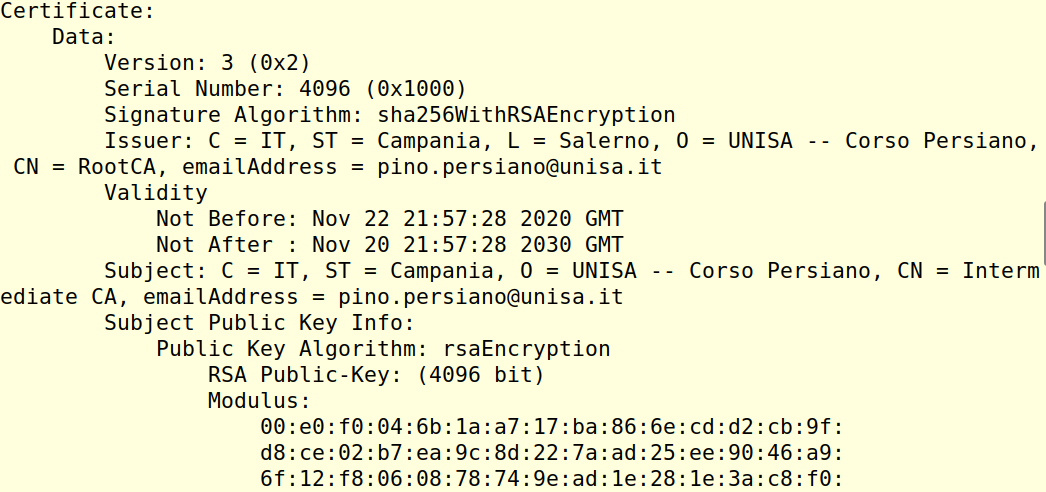 Certificate:
    Data:
        Version: 3 (0x2)
        Serial Number: 4096 (0x1000)
        Signature Algorithm: sha256WithRSAEncryption
        Issuer: C = IT, ST = Campania, L = Salerno, O = UNISA -- Corso Persiano,
 CN = RootCA, emailAddress = pino.persiano@unisa.it
        Validity
            Not Before: Nov 22 21:57:28 2020 GMT
            Not After : Nov 20 21:57:28 2030 GMT
        Subject: C = IT, ST = Campania, O = UNISA -- Corso Persiano, CN = Interm
ediate CA, emailAddress = pino.persiano@unisa.it
        Subject Public Key Info:
            Public Key Algorithm: rsaEncryption
                RSA Public-Key: (4096 bit)
                Modulus:
                    00:e0:f0:04:6b:1a:a7:17:ba:86:6e:cd:d2:cb:9f:
                    d8:ce:02:b7:ea:9c:8d:22:7a:ad:25:ee:90:46:a9:
                    6f:12:f8:06:08:78:74:9e:ad:1e:28:1e:3a:c8:f0: